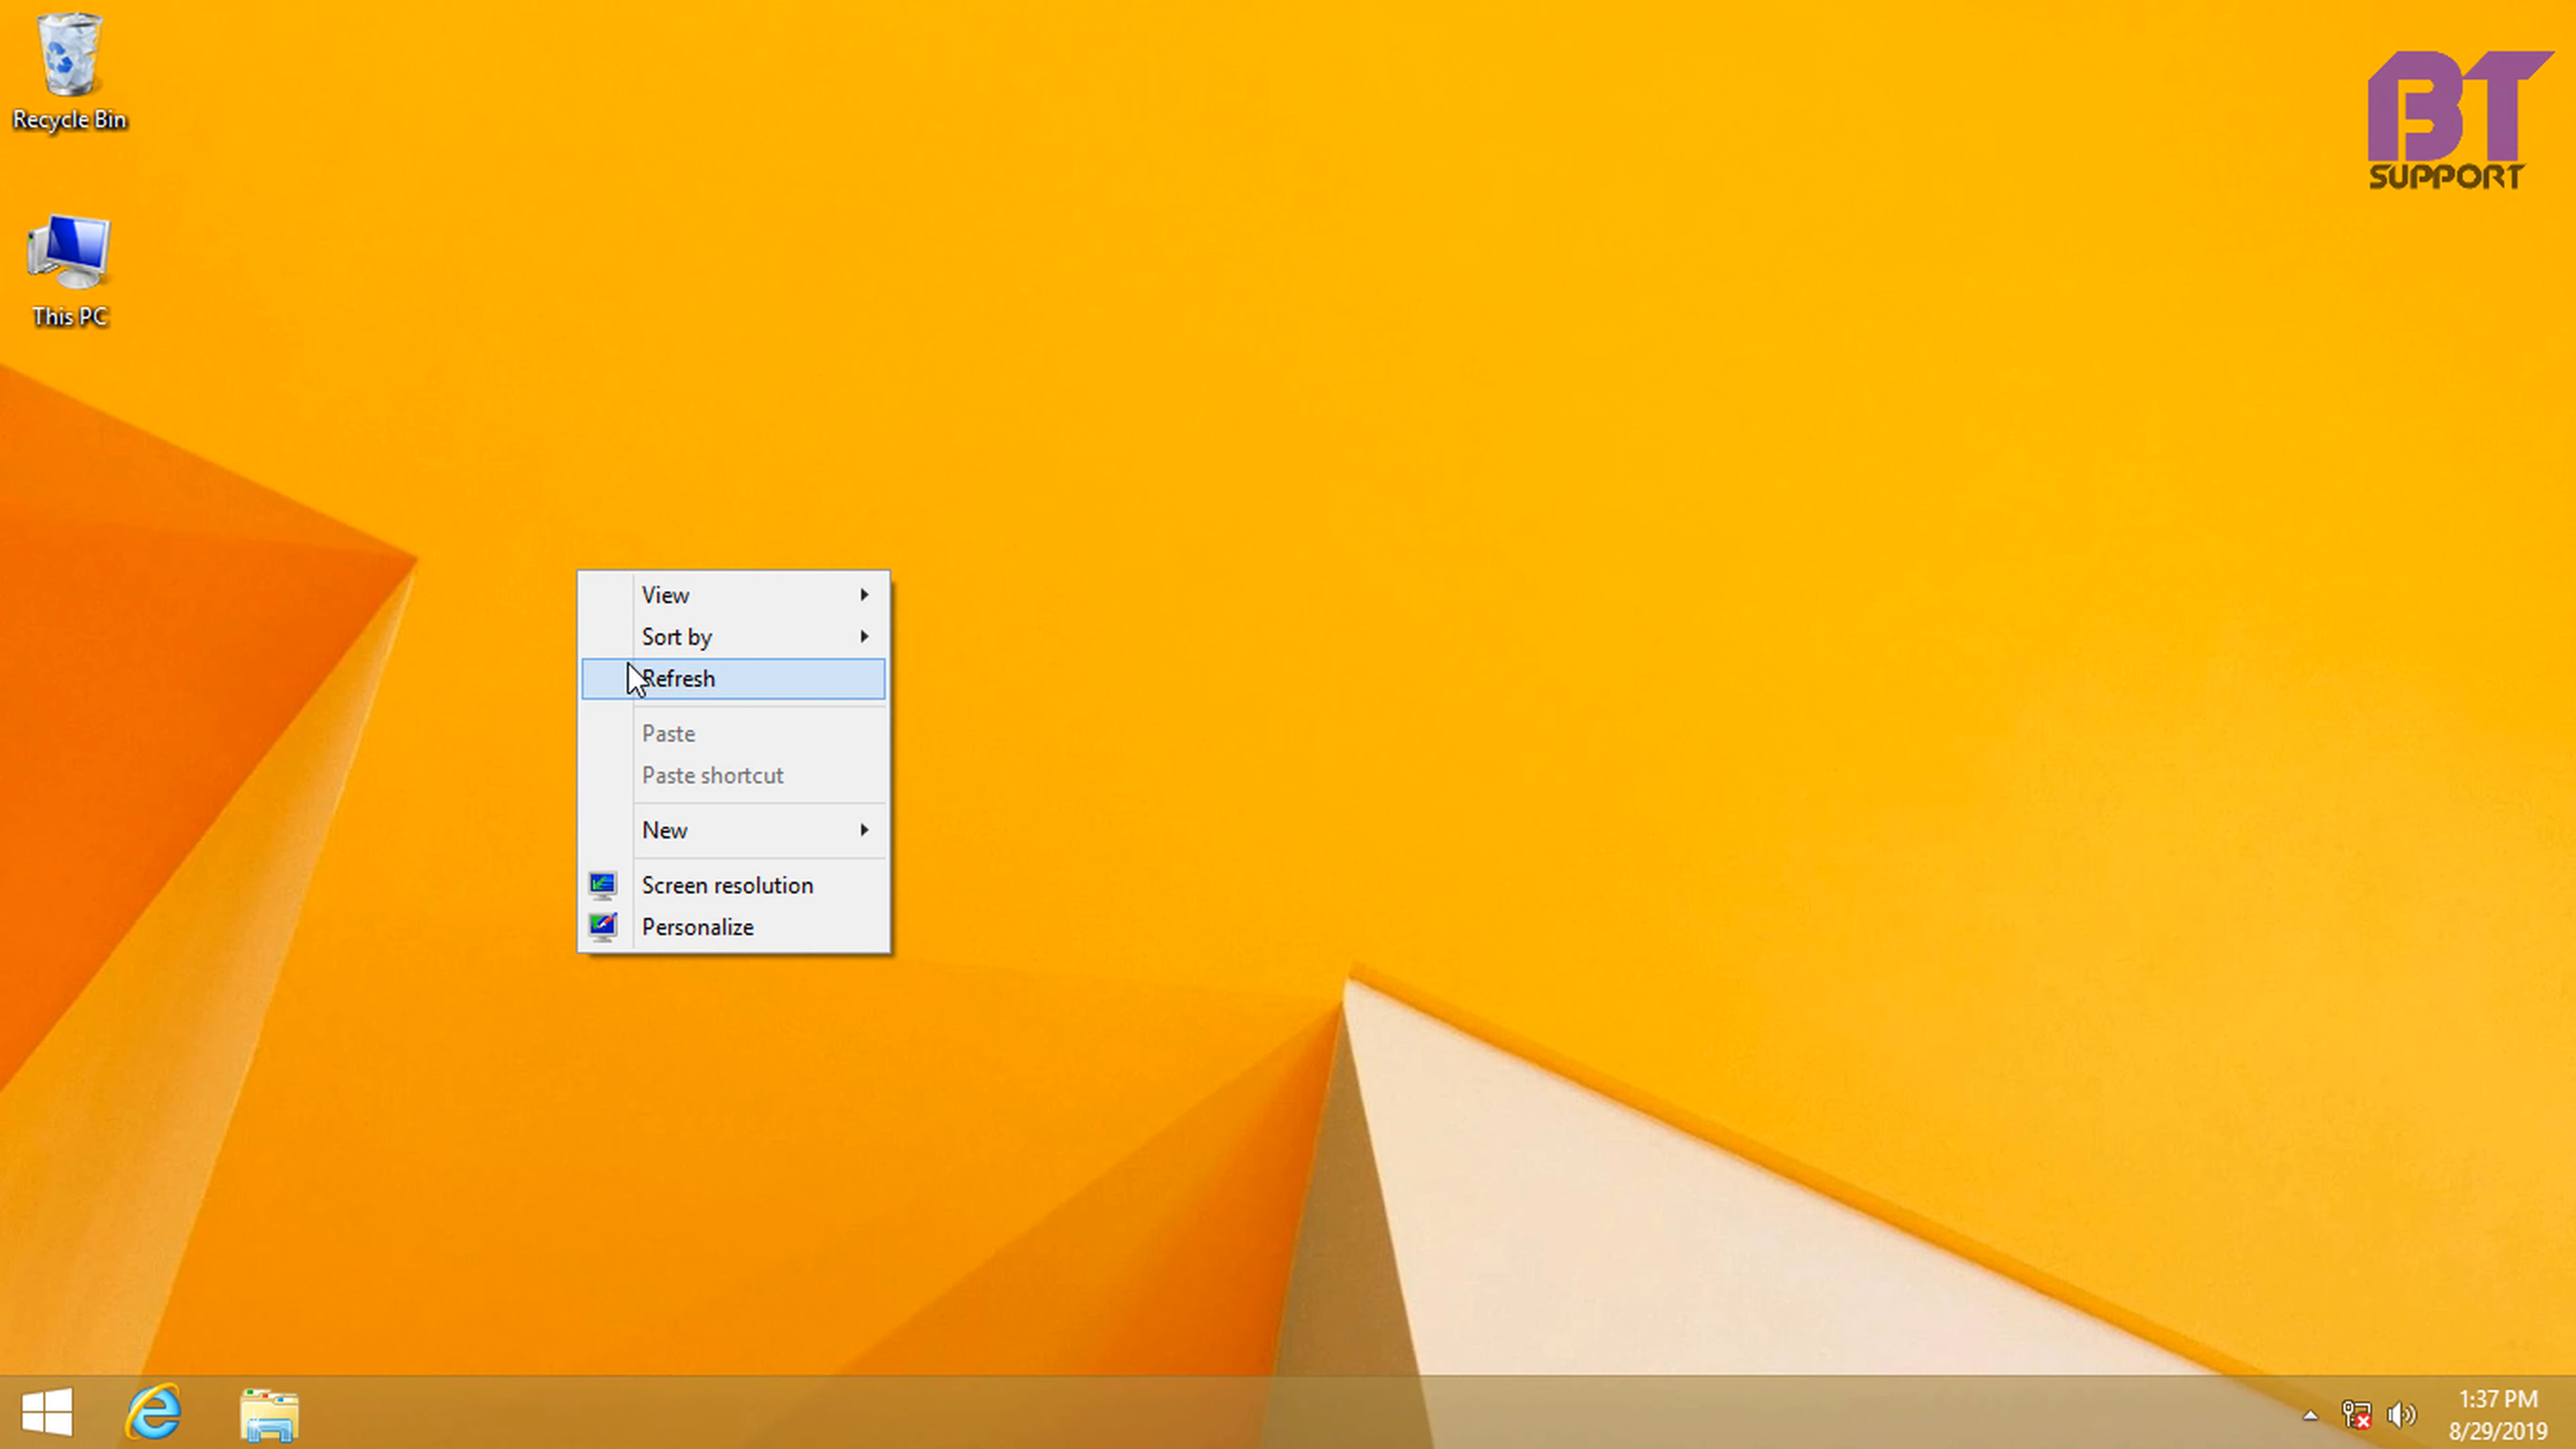 Recycle Bin
This PC
BT
SUPPORT
View
Sort by
Refresh
Paste
Paste shortcut
New
Screen resolution
Personalize
1:37 PM
8/29/2019